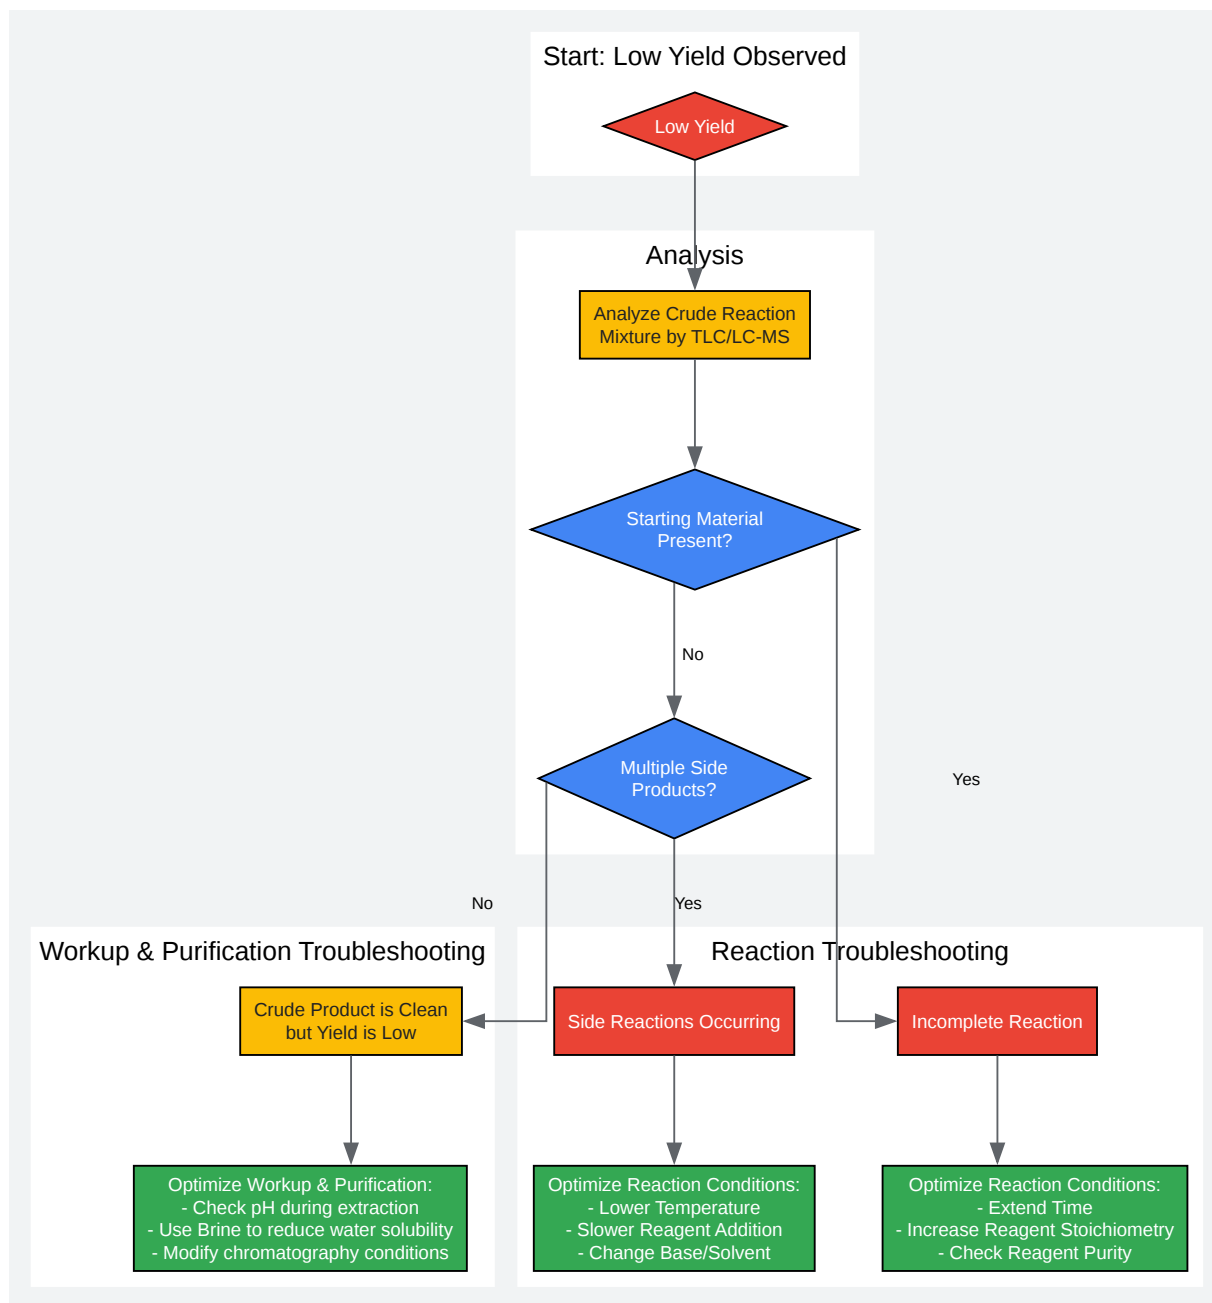 Start: Low Yield Observed
Low Yield
Analysis
Analyze Crude Reaction
Mixture by TLC/LC-MS
Starting Material
Present?
No
Multiple Side
Products?
Yes
No
Yes
Workup & Purification Troubleshooting
Reaction Troubleshooting
Crude Product is Clean
but Yield is Low
Side Reactions Occurring
Incomplete Reaction
Optimize Workup & Purification:
- Check pH during extraction
- Use Brine to reduce water solubility
- Modify chromatography conditions
Optimize Reaction Conditions:
- Lower Temperature
- Slower Reagent Addition
- Change Base/Solvent
Optimize Reaction Conditions:
- Extend Time
- Increase Reagent Stoichiometry
- Check Reagent Purity